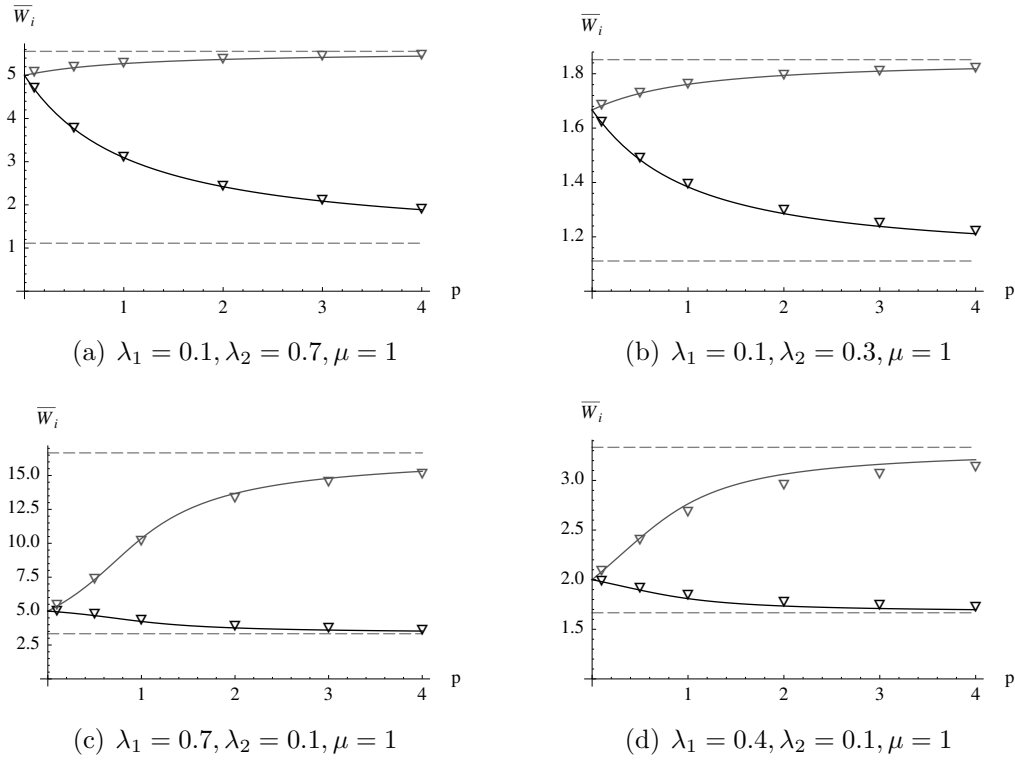 W̅ᵢ
5
4
3
2
1
1 2 3 4 p
(a) λ₁ = 0.1, λ₂ = 0.7, μ = 1
W̅ᵢ
1.8
1.6
1.4
1.2
1 2 3 4 p
(b) λ₁ = 0.1, λ₂ = 0.3, μ = 1
W̅ᵢ
15.0
12.5
10.0
7.5
5.0
2.5
1 2 3 4 p
(c) λ₁ = 0.7, λ₂ = 0.1, μ = 1
W̅ᵢ
3.0
2.5
2.0
1.5
1 2 3 4 p
(d) λ₁ = 0.4, λ₂ = 0.1, μ = 1